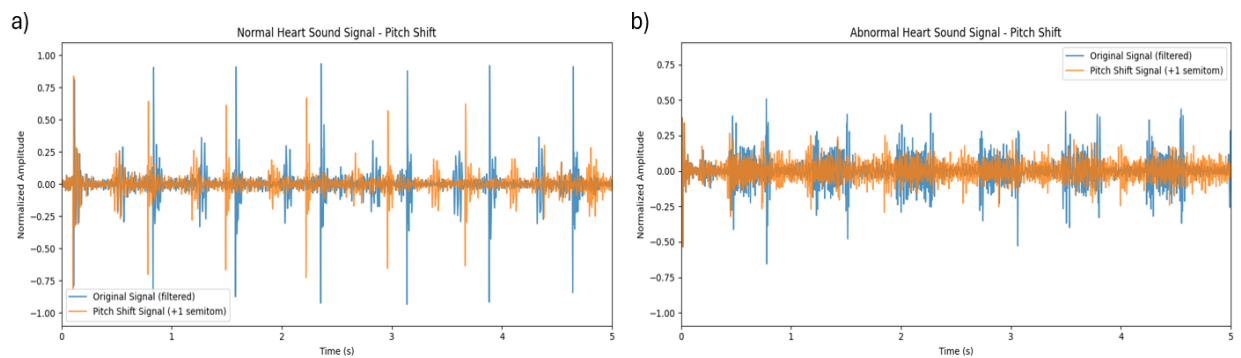 a)
Normal Heart Sound Signal - Pitch Shift
Normalized Amplitude
1.00
0.75
0.50
0.25
0.00
-0.25
-0.50
-0.75
-1.00
Original Signal (filtered)
Pitch Shift Signal (+1 semitom)
0 1 2 3 4 5
Time (s)
b)
Abnormal Heart Sound Signal - Pitch Shift
Normalized Amplitude
0.75
0.50
0.25
0.00
-0.25
-0.50
-0.75
-1.00
Original Signal (filtered)
Pitch Shift Signal (+1 semitom)
0 1 2 3 4 5
Time (s)